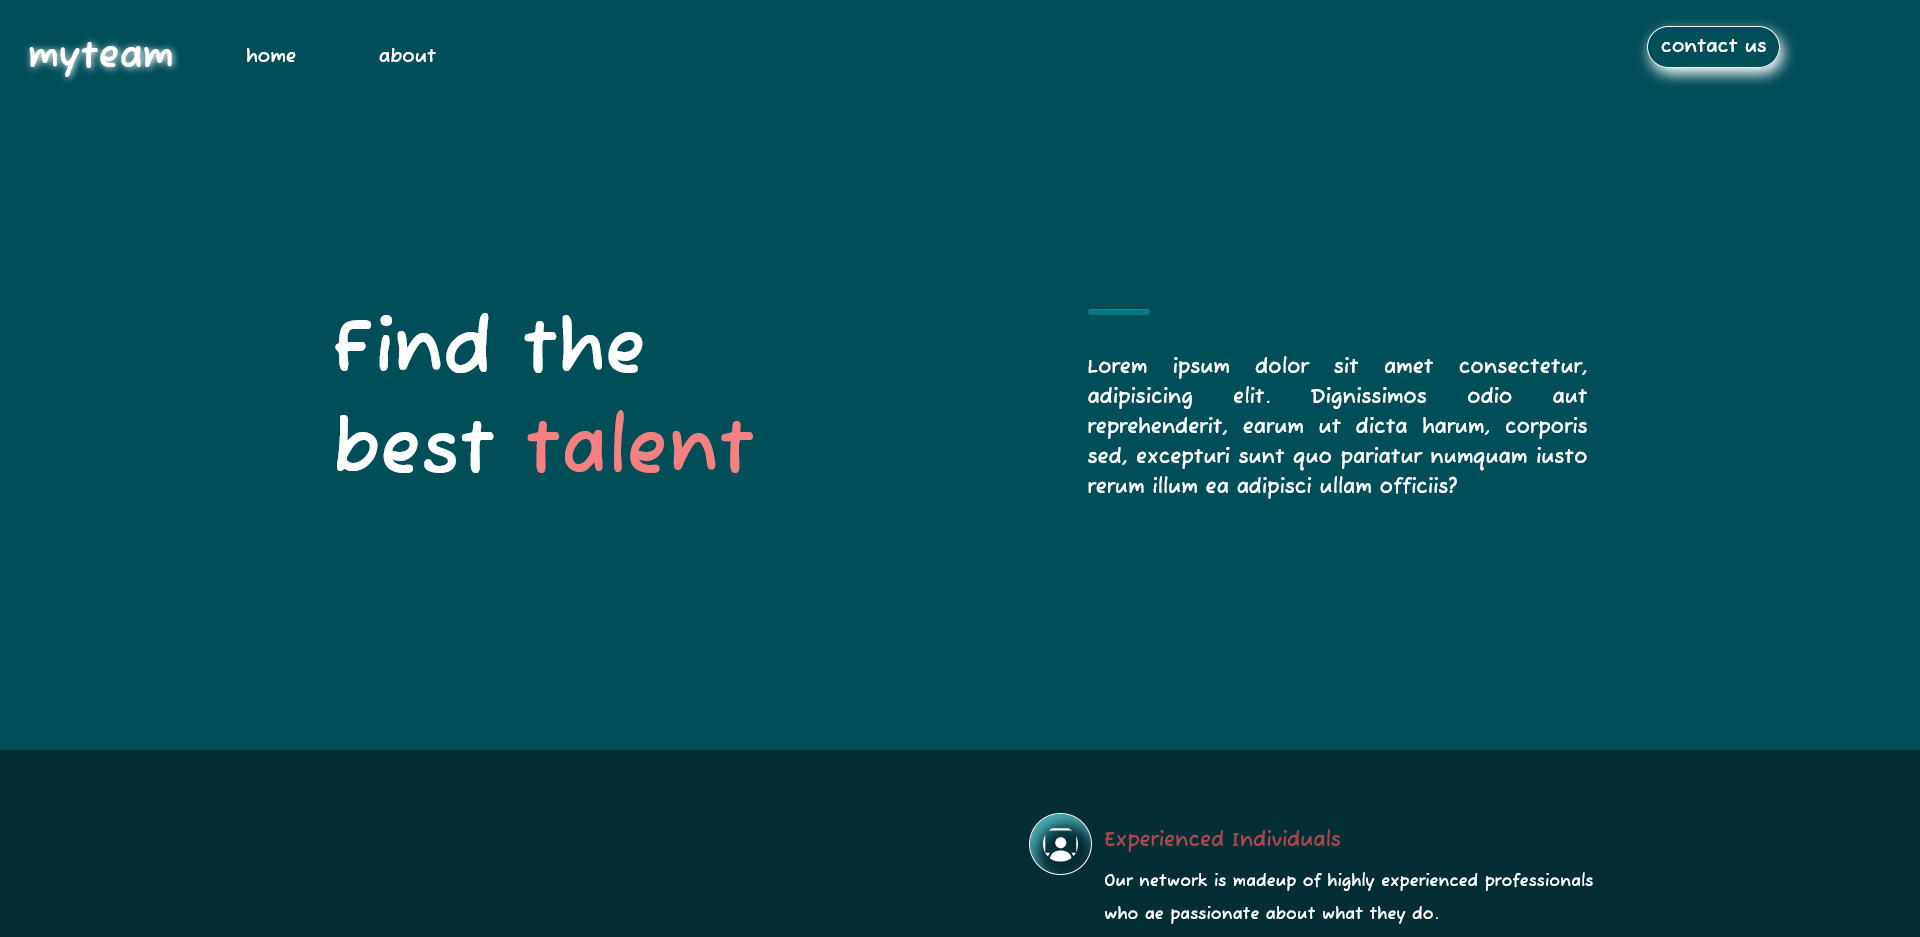 myteam
home
about
contact us
Find the
best talent
Lorem ipsum dolor sit amet consectetur,
adipisicing elit. Dignissimos odio aut
reprehenderit, earum ut dicta harum, corporis
sed, excepturi sunt quo pariatur numquam iusto
rerum illum ea adipisci ullam officiis?
Experienced Individuals
Our network is madeup of highly experienced professionals
who ae passionate about what they do.